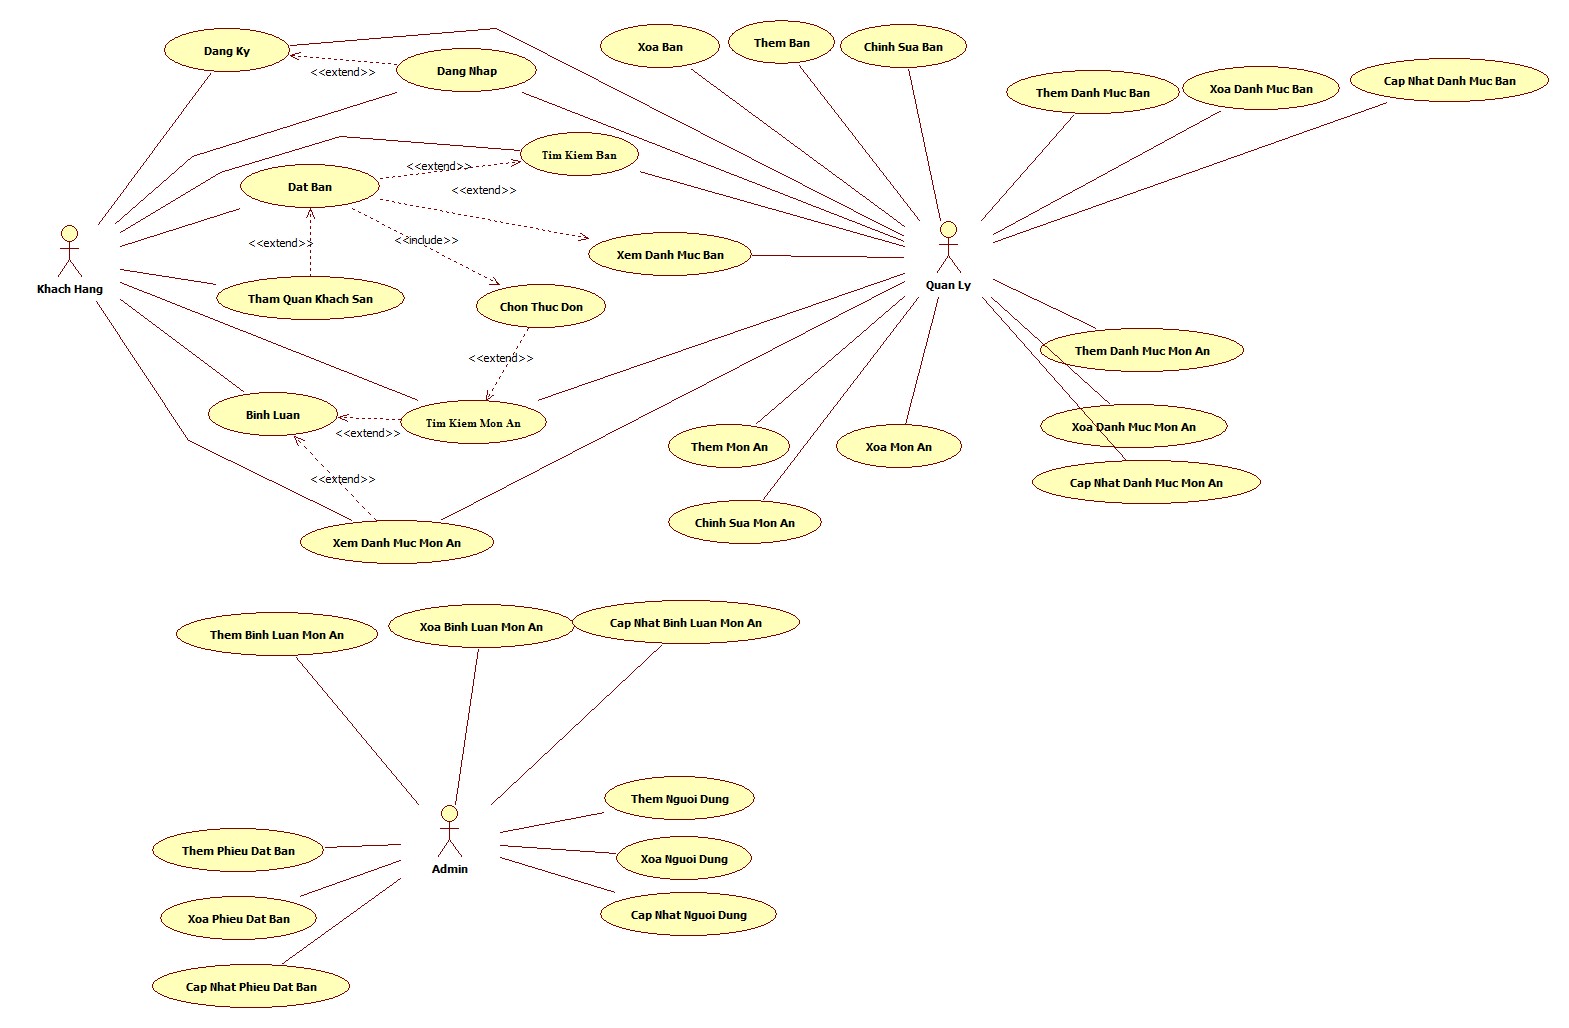 Dang Ky
<<extend>>
Dang Nhap
Xoa Ban
Them Ban
Chinh Sua Ban
Them Danh Muc Ban
Xoa Danh Muc Ban
Cap Nhat Danh Muc Ban
Tim Kiem Ban
<<extend>>
Dat Ban
<<extend>>
<<extend>>
<<include>>
Xem Danh Muc Ban
Khach Hang
Quan Ly
Tham Quan Khach San
Chon Thuc Don
<<extend>>
Them Danh Muc Mon An
Binh Luan
Tim Kiem Mon An
<<extend>>
Xoa Danh Muc Mon An
Them Mon An
Xoa Mon An
<<extend>>
Cap Nhat Danh Muc Mon An
Chinh Sua Mon An
Xem Danh Muc Mon An
Them Binh Luan Mon An
Xoa Binh Luan Mon An
Cap Nhat Binh Luan Mon An
Them Nguoi Dung
Them Phieu Dat Ban
Admin
Xoa Nguoi Dung
Xoa Phieu Dat Ban
Cap Nhat Nguoi Dung
Cap Nhat Phieu Dat Ban